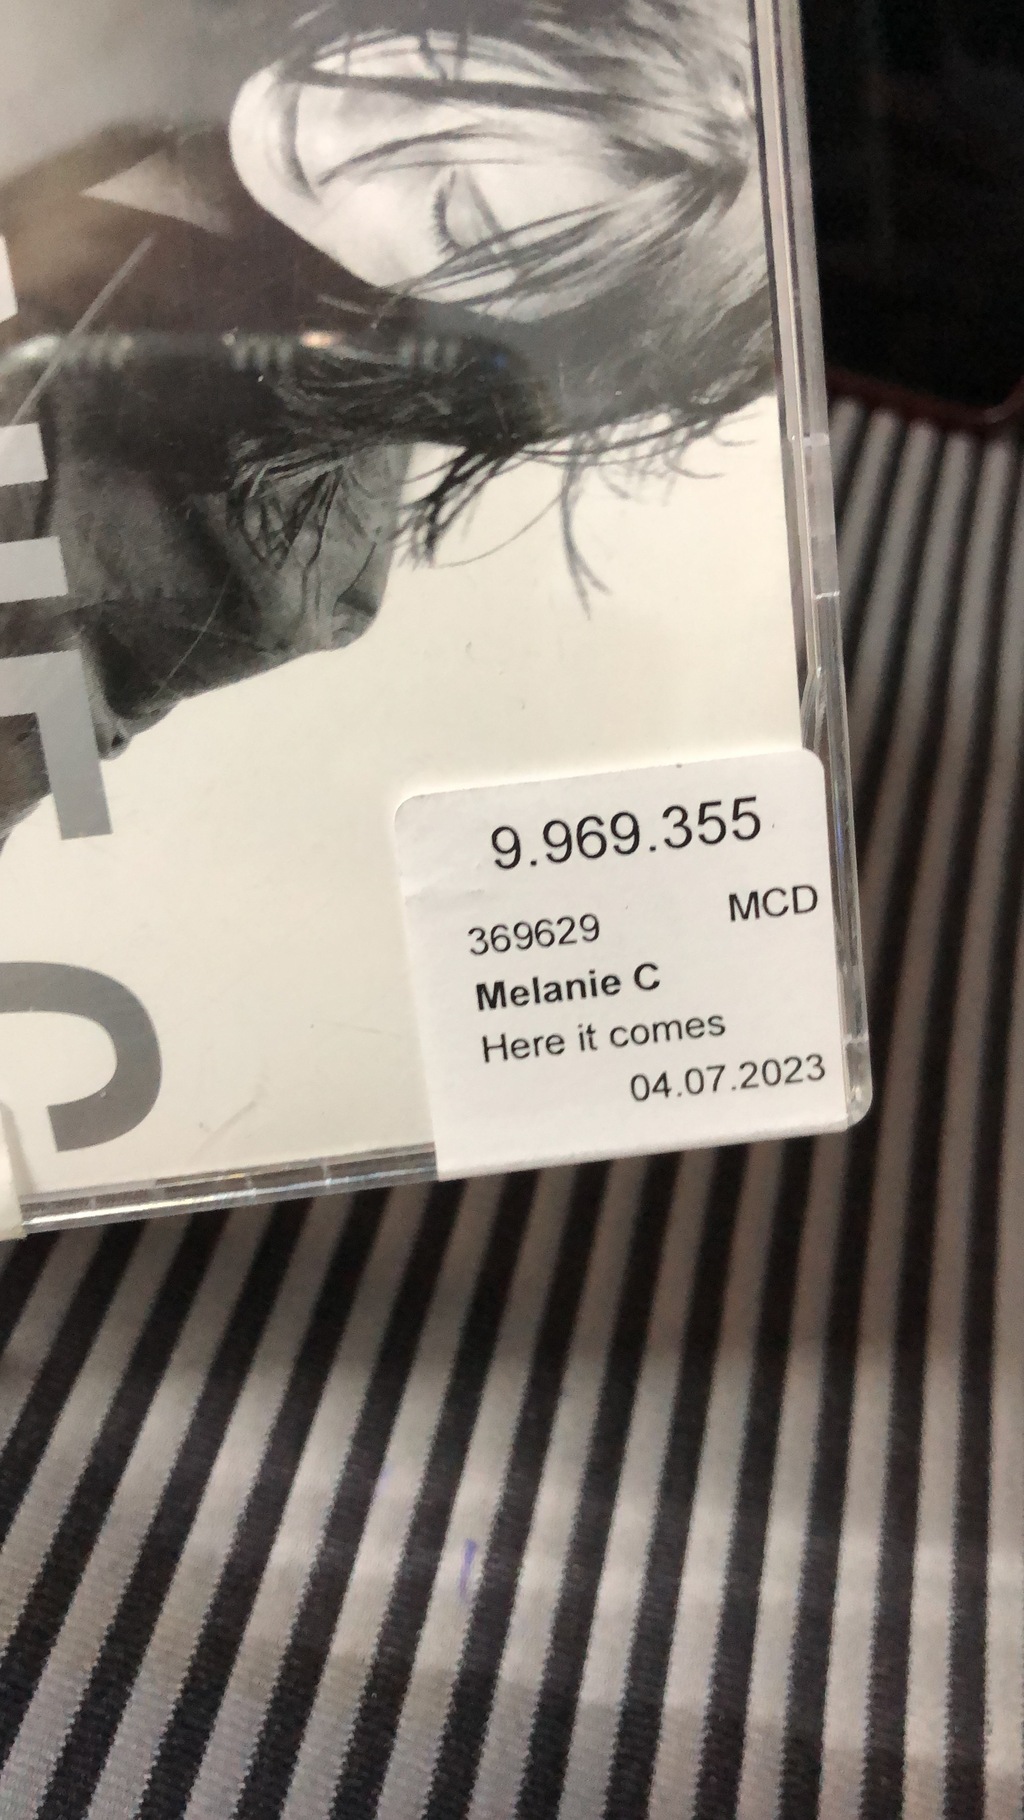 9.969.355
369629 MCD
Melanie C
Here it comes
04.07.2023
C